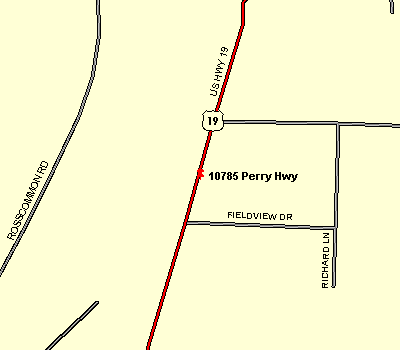 US HWY 19
19
ROSSCOMMON RD
10785 Perry Hwy
FIELDVIEW DR
RICHARD LN